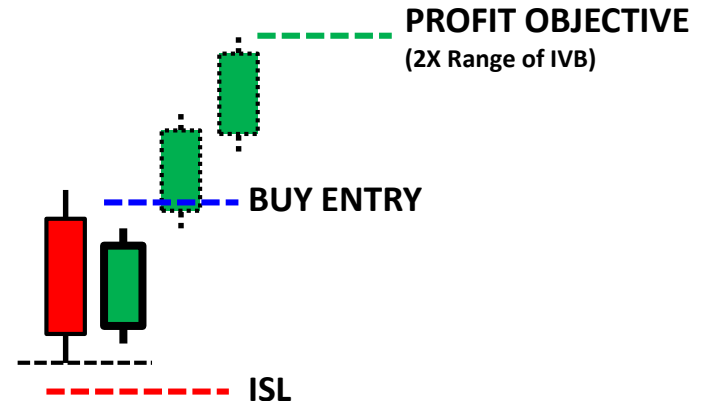 PROFIT OBJECTIVE
(2X Range of IVB)
BUY ENTRY
ISL